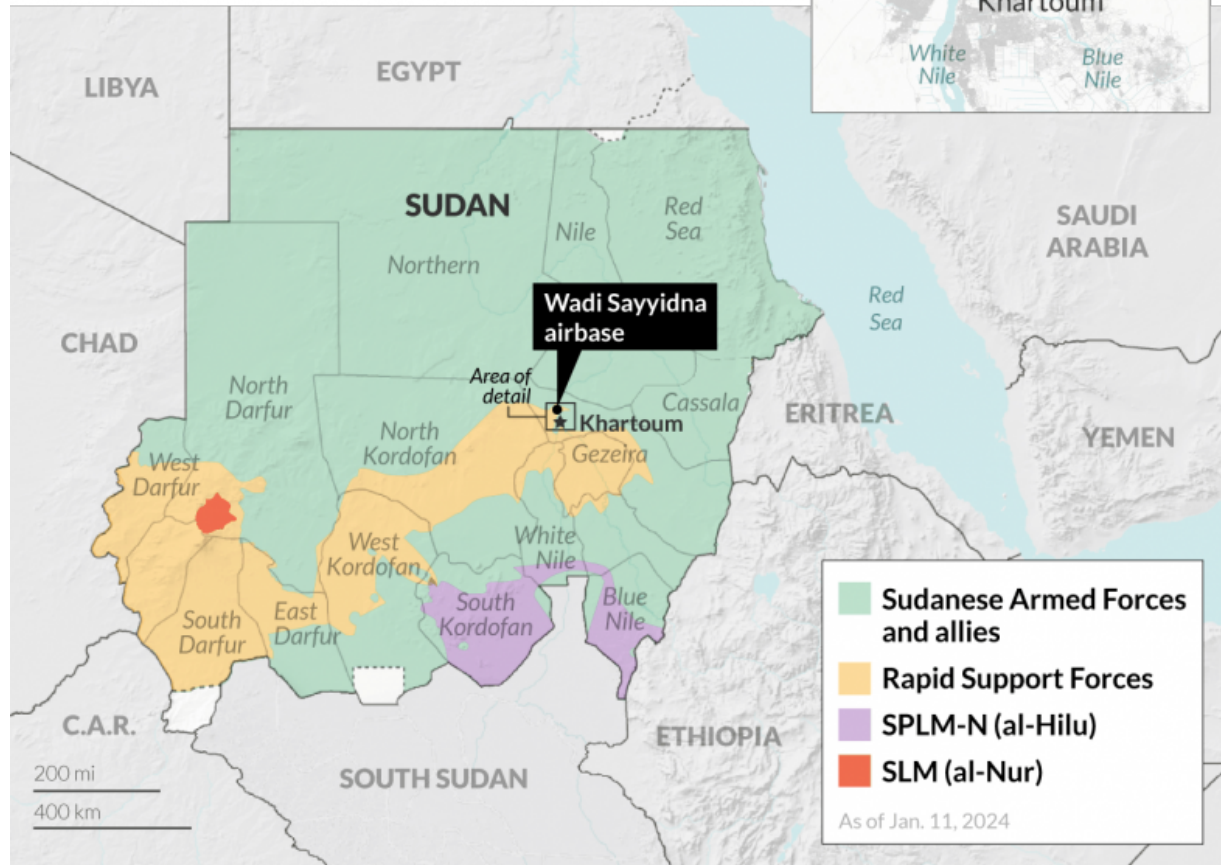 Khartoum
White
Nile
Blue
Nile
LIBYA
EGYPT
SUDAN
Nile
Red
Sea
Northern
SAUDI
ARABIA
Wadi Sayyidna
airbase
Red
Sea
CHAD
Area of
detail
North
Darfur
Cassala
ERITREA
Khartoum
North
Kordofan
Gezeira
YEMEN
West
Darfur
White
Nile
West
Kordofan
South
Kordofan
Blue
Nile
South
Darfur
East
Darfur
Sudanese Armed Forces
and allies
Rapid Support Forces
SPLM-N (al-Hilu)
SLM (al-Nur)
As of Jan. 11, 2024
C.A.R.
SOUTH SUDAN
ETHIOPIA
200 mi
400 km